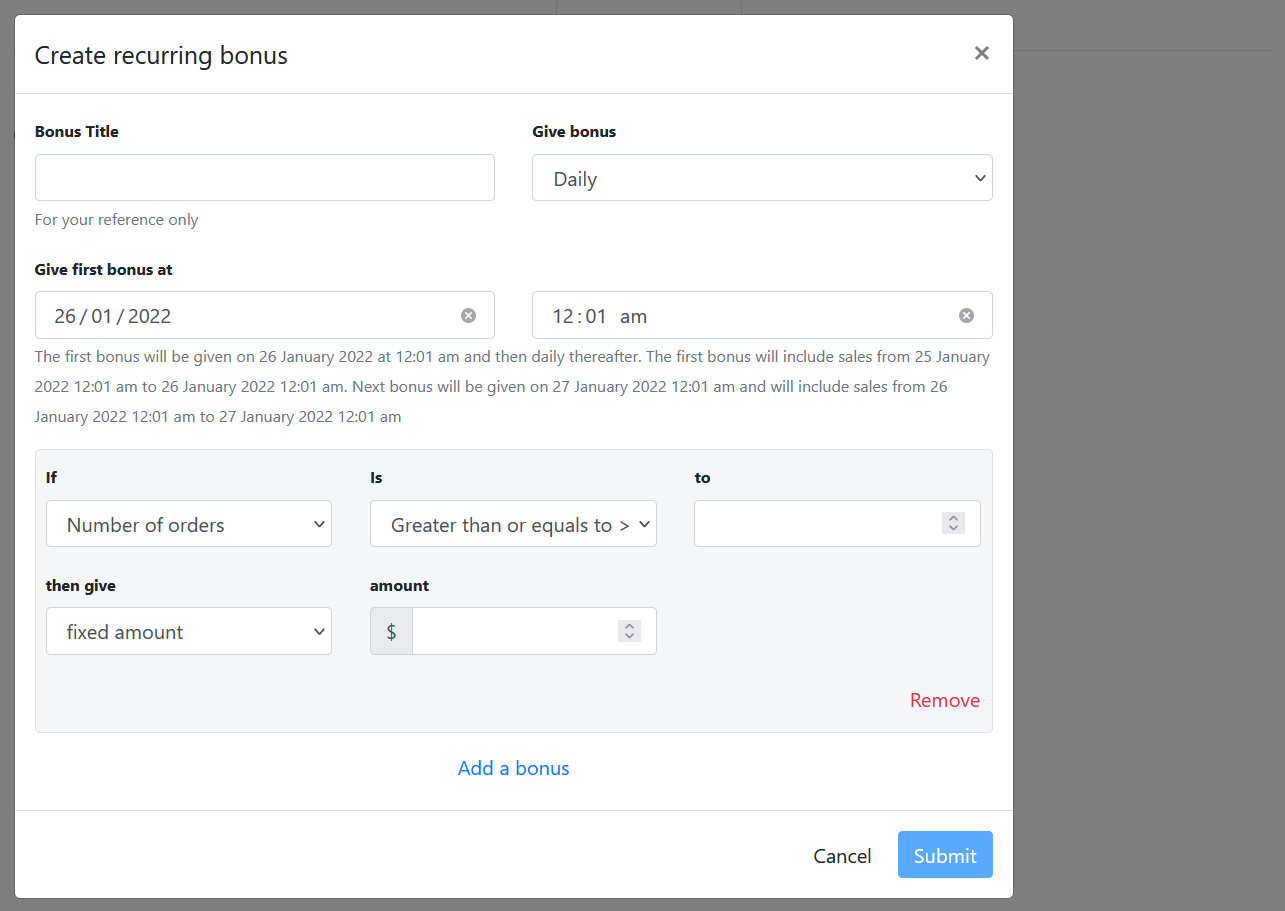 Create recurring bonus ×
Bonus Title
Give bonus
Daily
For your reference only
Give first bonus at
26/01/2022
12:01 am
The first bonus will be given on 26 January 2022 at 12:01 am and then daily thereafter. The first bonus will include sales from 25 January
2022 12:01 am to 26 January 2022 12:01 am. Next bonus will be given on 27 January 2022 12:01 am and will include sales from 26
January 2022 12:01 am to 27 January 2022 12:01 am
If
Is
to
Number of orders
Greater than or equals to >
then give
amount
fixed amount
$
Remove
Add a bonus
Cancel
Submit